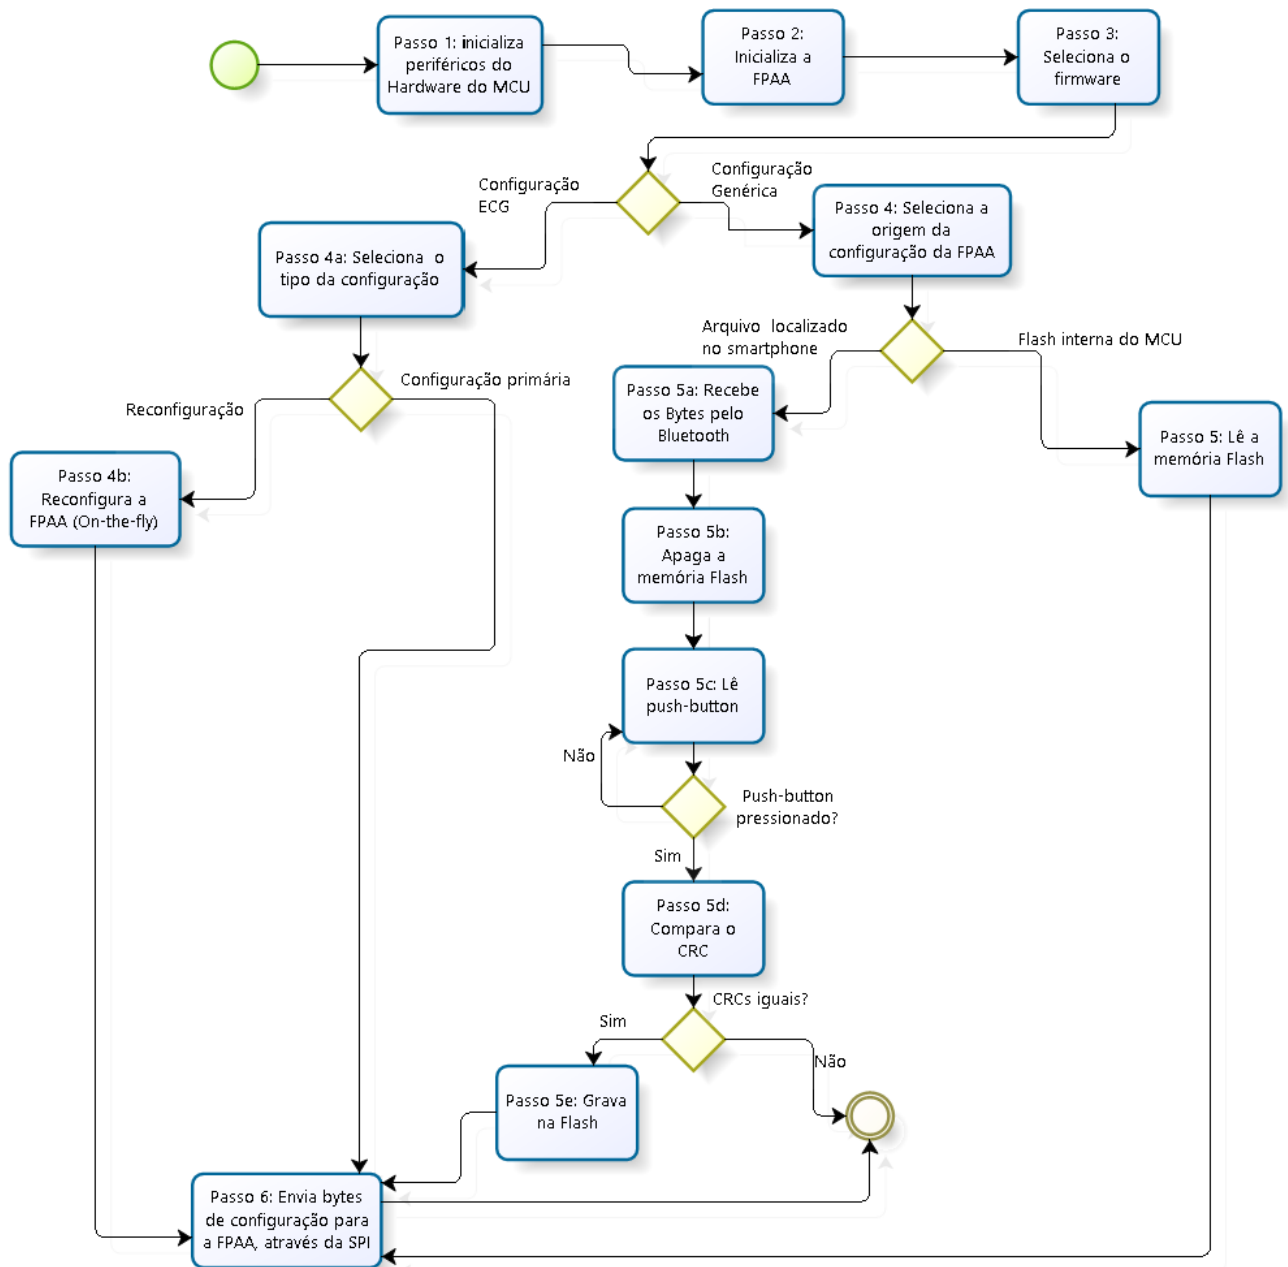 Passo 1: inicializa
periféricos do
Hardware do MCU
Passo 2:
Inicializa a
FPAA
Passo 3:
Seleciona o
firmware
Configuração
ECG
Configuração
Genérica
Passo 4a: Seleciona o
tipo da configuração
Passo 4: Seleciona a
origem da
configuração da FPAA
Reconfiguração
Configuração primária
Arquivo localizado
no smartphone
Flash interna do MCU
Passo 4b:
Reconfigura a
FPAA (On-the-fly)
Passo 5a: Recebe
os Bytes pelo
Bluetooth
Passo 5: Lê a
memória Flash
Passo 5b:
Apaga a
memória Flash
Passo 5c: Lê
push-button
Não
Push-button
pressionado?
Sim
Passo 5d:
Compara o
CRC
CRCs iguais?
Sim
Não
Passo 5e: Grava
na Flash
Passo 6: Envia bytes
de configuração para
a FPAA, através da SPI